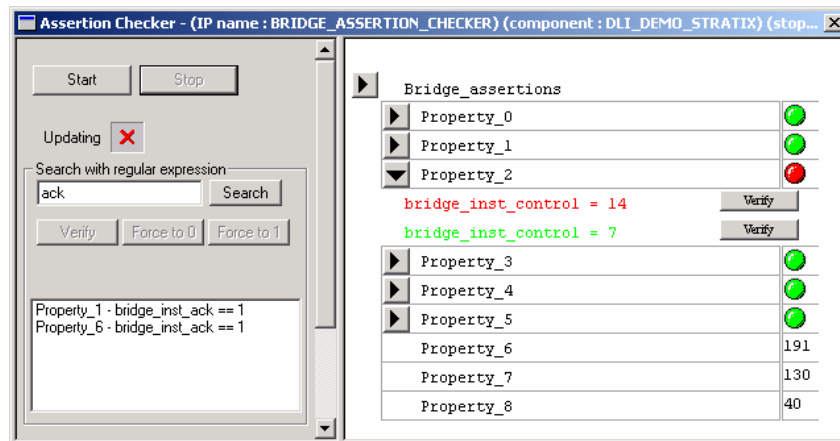 Assertion Checker - (IP name : BRIDGE_ASSERTION_CHECKER) (component : DLI_DEMO_STRATIX) (stop...
Start
Stop
Updating
Search with regular expression
ack
Search
Verify
Force to 0
Force to 1
Property_1 - bridge_inst_ack == 1
Property_6 - bridge_inst_ack == 1
Bridge_assertions
Property_0
Property_1
Property_2
bridge_inst_control = 14 Verify
bridge_inst_control = 7 Verify
Property_3
Property_4
Property_5
Property_6 191
Property_7 130
Property_8 40